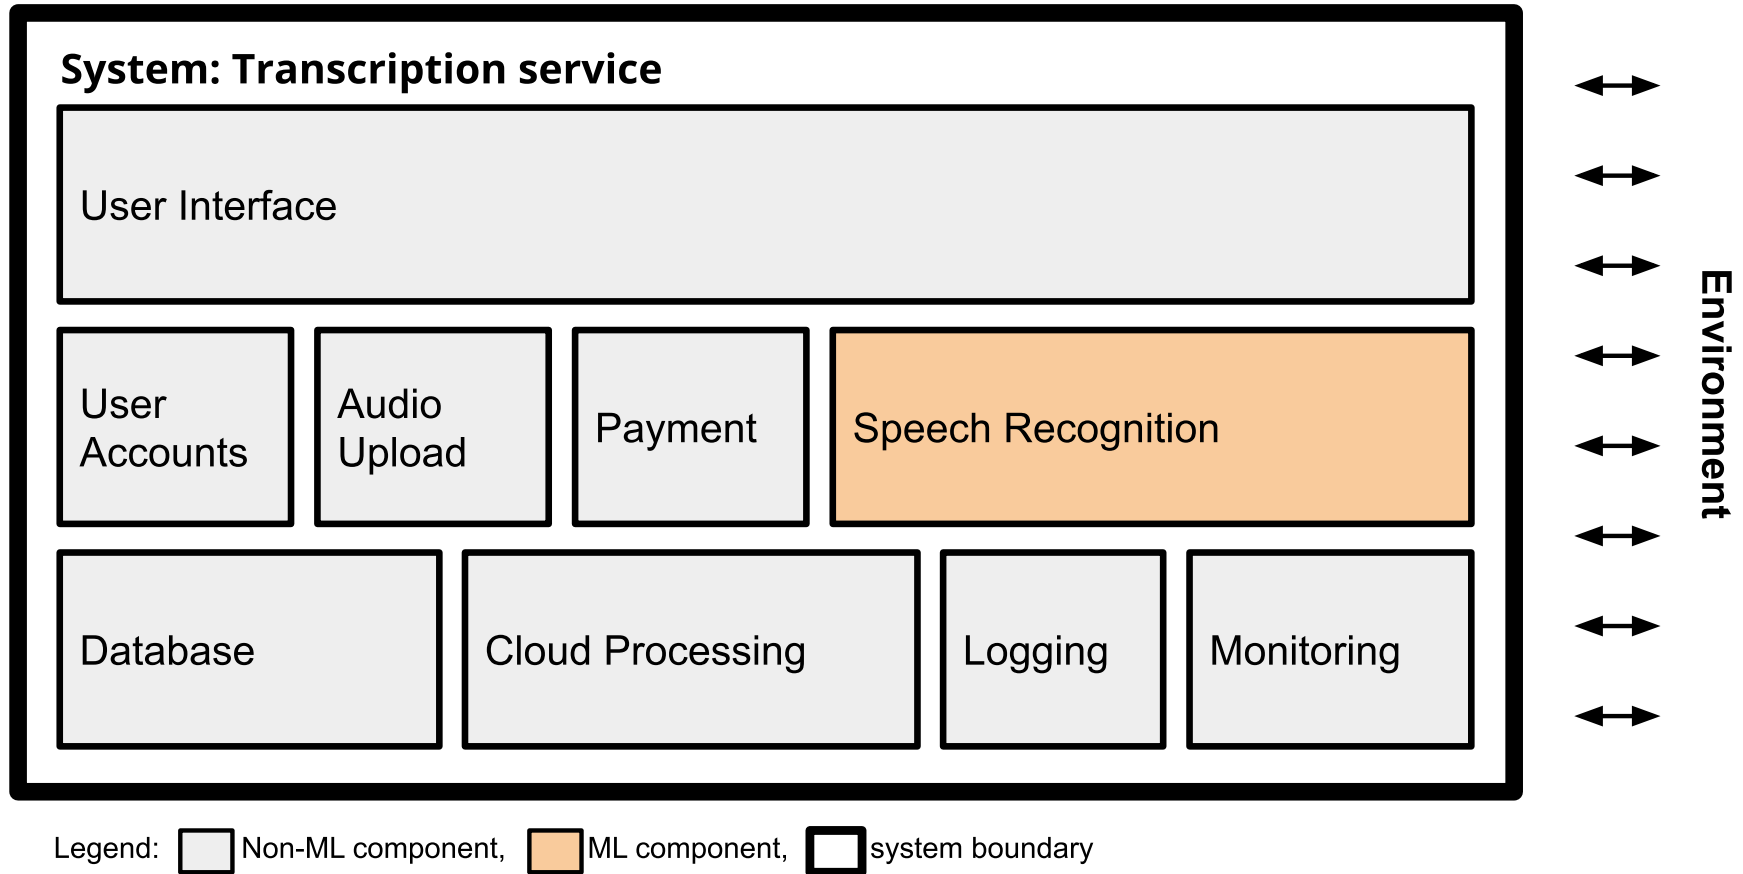 System: Transcription service
User Interface
User
Accounts
Audio
Upload
Payment
Speech Recognition
Database
Cloud Processing
Logging
Monitoring
Environment
Legend: Non-ML component, ML component, system boundary